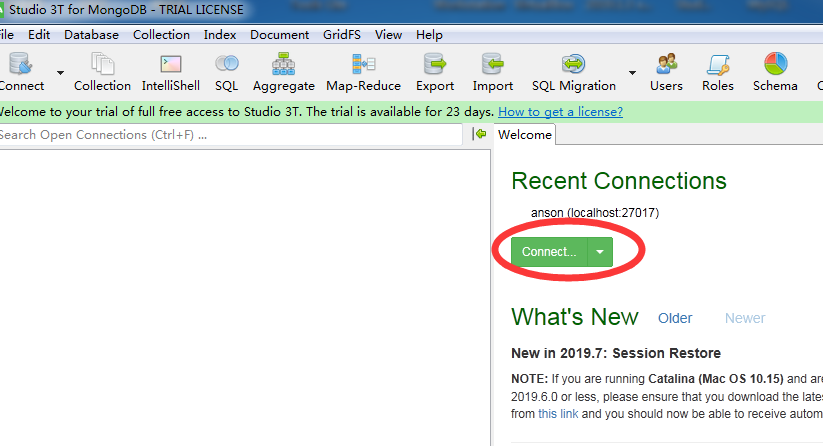 Studio 3T for MongoDB - TRIAL LICENSE
File Edit Database Collection Index Document GridFS View Help
Connect Collection IntelliShell SQL Aggregate Map-Reduce Export Import SQL Migration Users Roles Schema
Welcome to your trial of full free access to Studio 3T. The trial is available for 23 days. How to get a license?
Search Open Connections (Ctrl+F) ...
Welcome
Recent Connections
anson (localhost:27017)
Connect...
What's New Older Newer
New in 2019.7: Session Restore
NOTE: If you are running Catalina (Mac OS 10.15) and are
2019.6.0 or less, please ensure that you download the late
from this link and you should now be able to receive autom